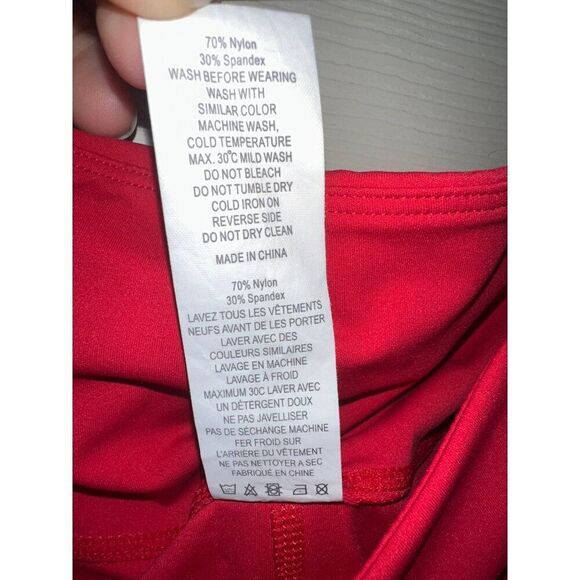 70% Nylon
30% Spandex
WASH BEFORE WEARING
WASH WITH
SIMILAR COLOR
MACHINE WASH,
COLD TEMPERATURE
MAX. 30℃ MILD WASH
DO NOT BLEACH
DO NOT TUMBLE DRY
COLD IRON ON
REVERSE SIDE
DO NOT DRY CLEAN
MADE IN CHINA
70% Nylon
30% Spandex
LAVEZ TOUS LES VÊTEMENTS
NEUFS AVANT DE LES PORTER
LAVER AVEC DES
COULEURS SIMILAIRES
LAVAGE EN MACHINE
LAVAGE À FROID
MAXIMUM 30C LAVER AVEC
UN DÉTERGENT DOUX
NE PAS JAVELLISER
PAS DE SÉCHANGE MACHINE
FER FROID SUR
L'ARRIÈRE DU VÊTEMENT
NE PAS NETTOYER A SEC
FABRIQUÉ EN CHINE